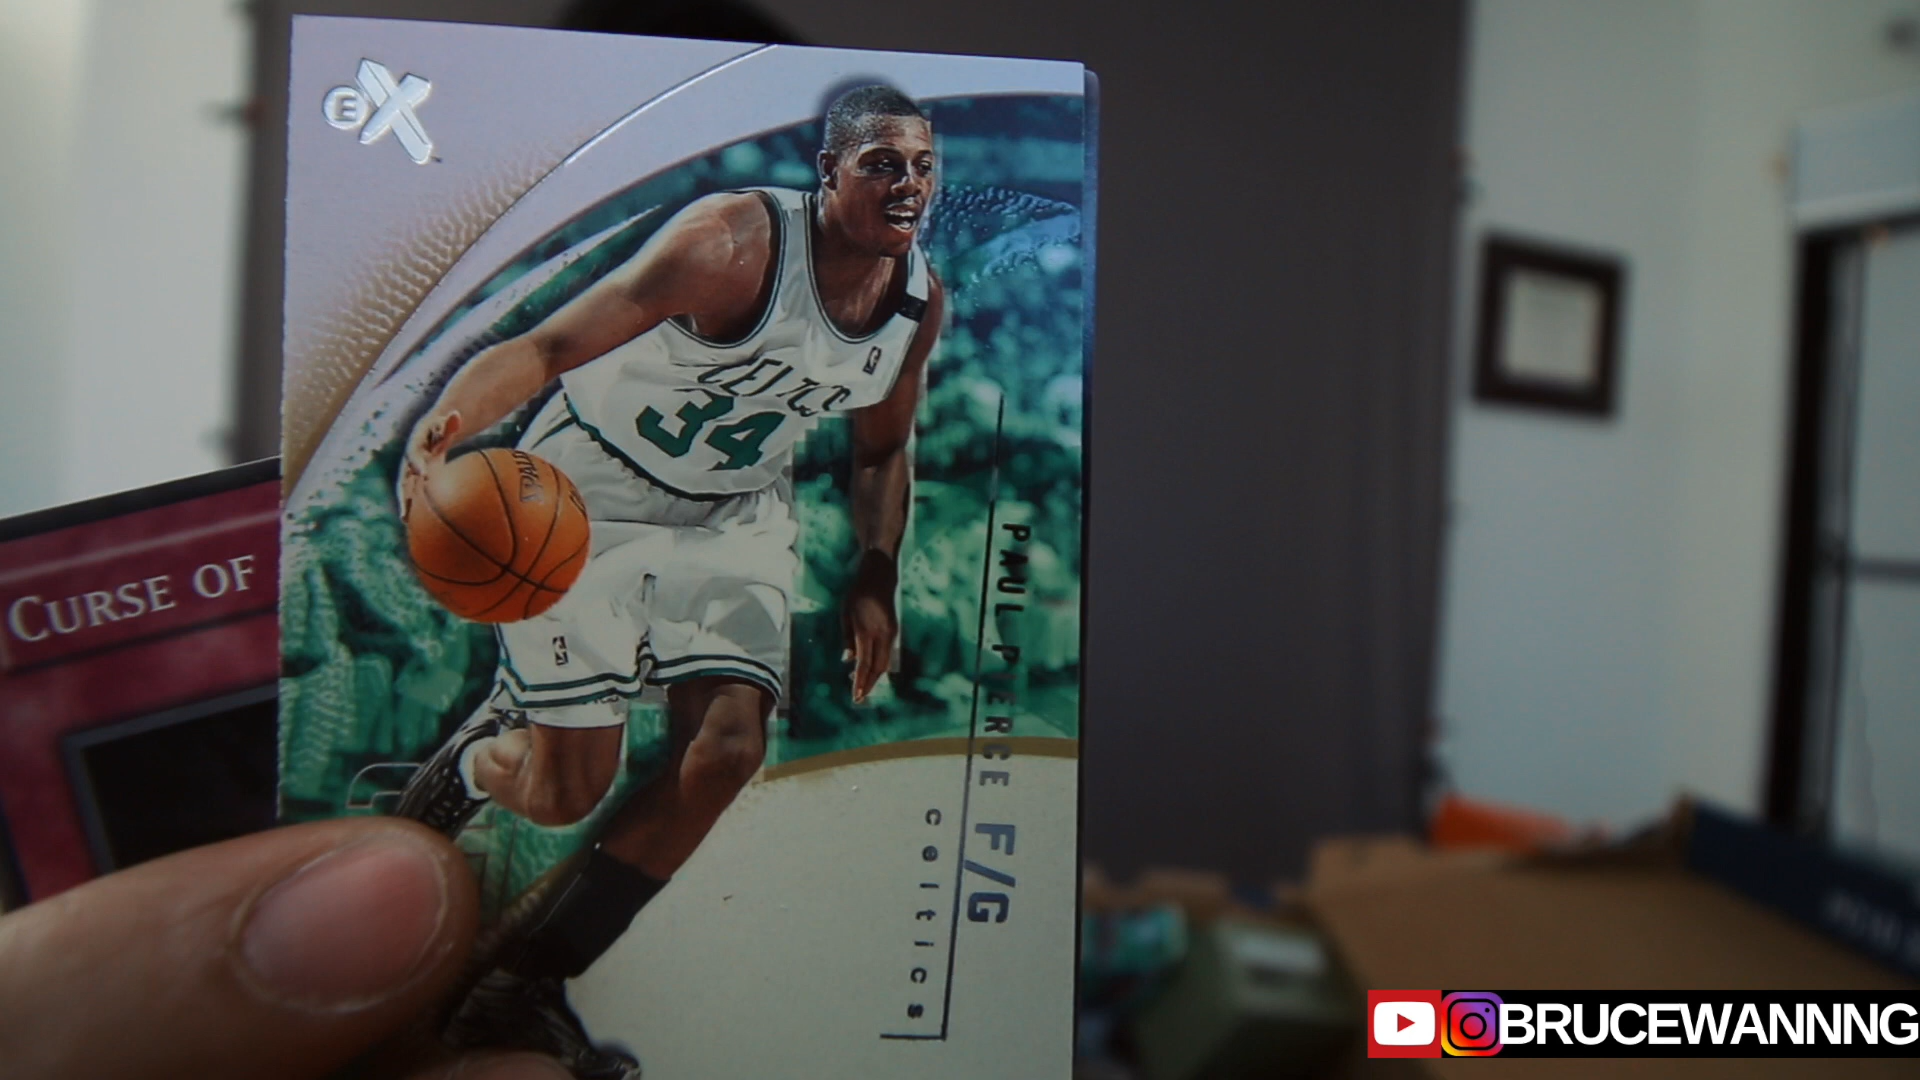 EX
CURSE OF
CELTICS
34
SPALDING
PAUL PIERCE F/G
celtics
BRUCEWANNNG